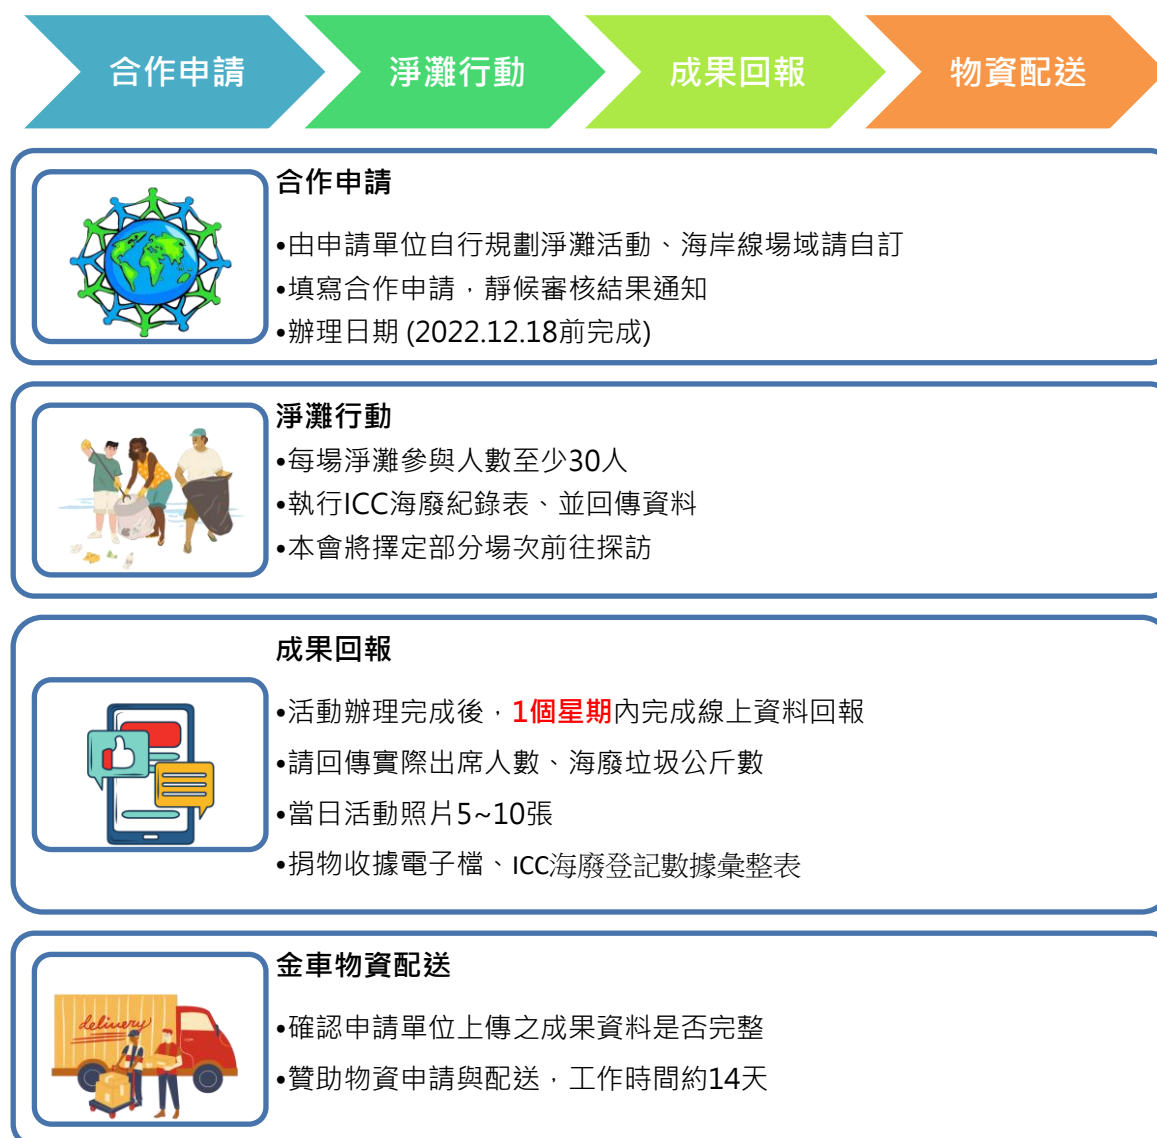 合作申請
淨灘行動
成果回報
物資配送
合作申請
•由申請單位自行規劃淨灘活動、海岸線場域請自訂
•填寫合作申請，靜候審核結果通知
•辦理日期 (2022.12.18前完成)
淨灘行動
•每場淨灘參與人數至少30人
•執行ICC海廢紀錄表、並回傳資料
•本會將擇定部分場次前往探訪
成果回報
•活動辦理完成後，1個星期內完成線上資料回報
•請回傳實際出席人數、海廢垃圾公斤數
•當日活動照片5~10張
•捐物收據電子檔、ICC海廢登記數據彙整表
金車物資配送
delivery
•確認申請單位上傳之成果資料是否完整
•贊助物資申請與配送，工作時間約14天